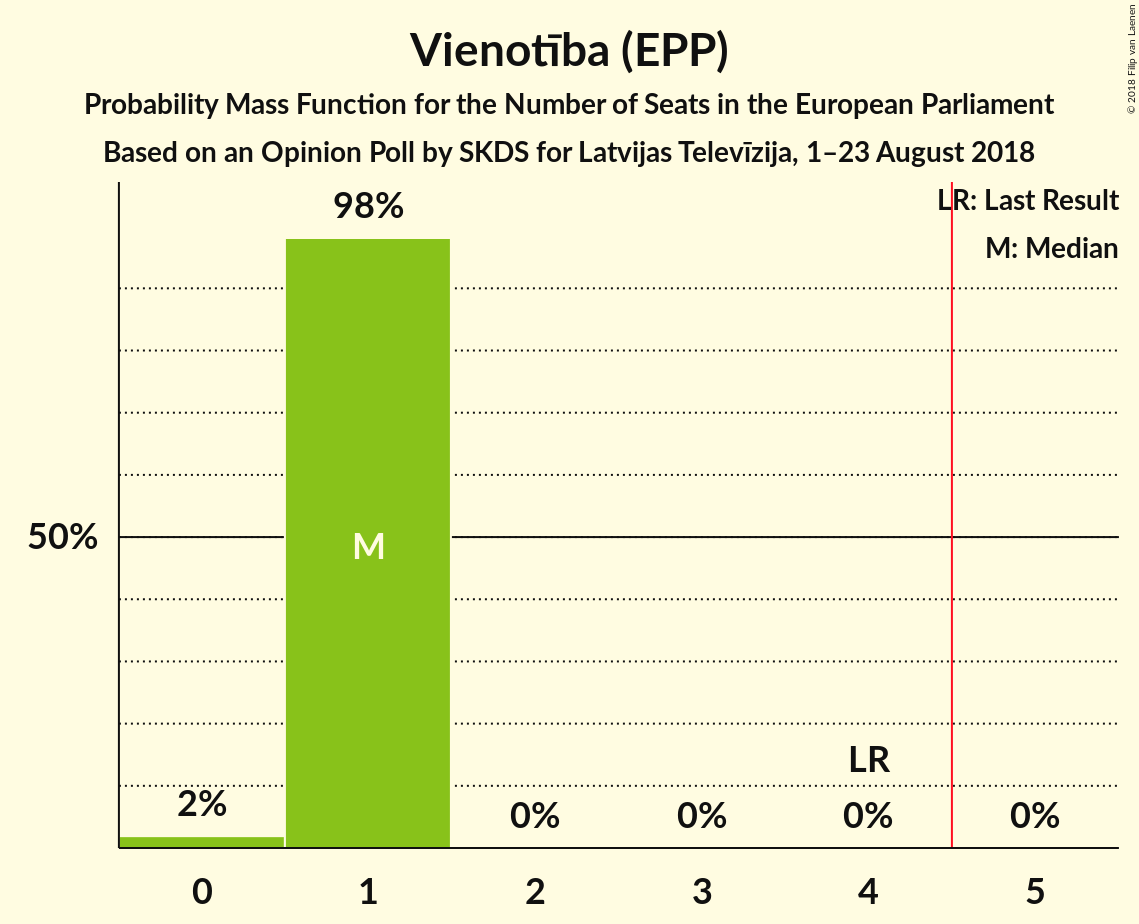 Vienotība (EPP)
Probability Mass Function for the Number of Seats in the European Parliament
Based on an Opinion Poll by SKDS for Latvijas Televīzija, 1–23 August 2018
© 2018 Filip van Laenen
LR: Last Result
M: Median
98%
50%
M
LR
2%
0%
0%
0%
0%
0
1
2
3
4
5